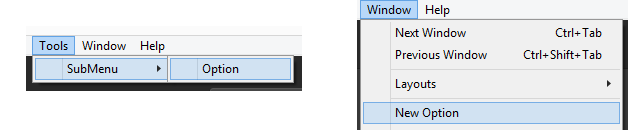 Tools Window Help
SubMenu Option
Window Help
Next Window Ctrl+Tab
Previous Window Ctrl+Shift+Tab
Layouts
New Option